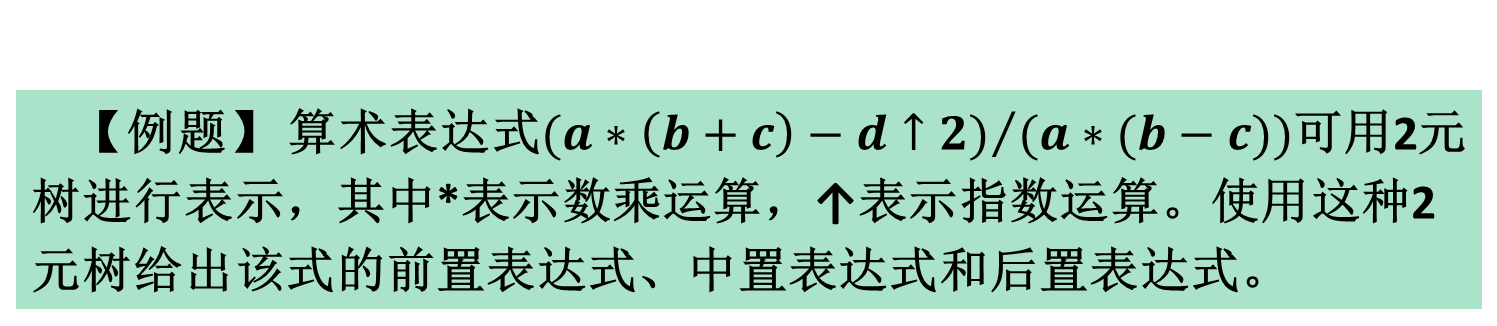 【例题】算术表达式(a ∗ (b + c) − d ↑ 2)/(a ∗ (b − c))可用2元
树进行表示，其中*表示数乘运算，↑表示指数运算。使用这种2
元树给出该式的前置表达式、中置表达式和后置表达式。